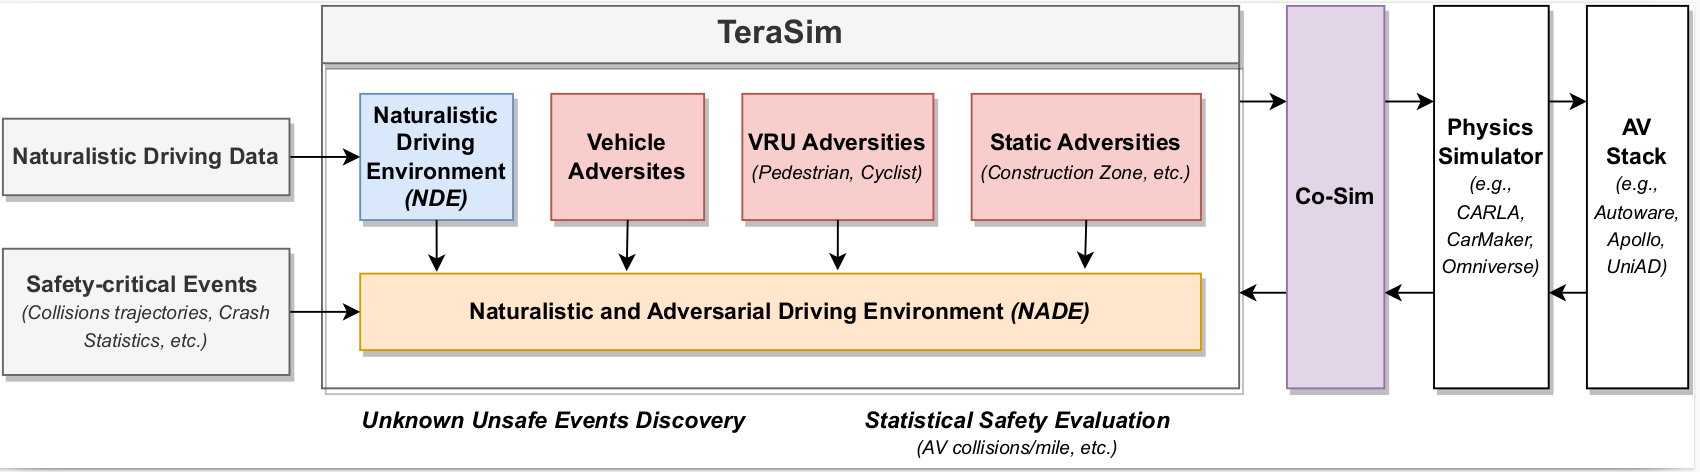 TeraSim
Naturalistic Driving Data
Safety-critical Events
(Collisions trajectories, Crash
Statistics, etc.)
Naturalistic
Driving
Environment
(NDE)
Vehicle
Adversites
VRU Adversities
(Pedestrian, Cyclist)
Static Adversities
(Construction Zone, etc.)
Naturalistic and Adversarial Driving Environment (NADE)
Co-Sim
Physics
Simulator
(e.g.,
CARLA,
CarMaker,
Omniverse)
AV
Stack
(e.g.,
Autoware,
Apollo,
UniAD)
Unknown Unsafe Events Discovery
Statistical Safety Evaluation
(AV collisions/mile, etc.)